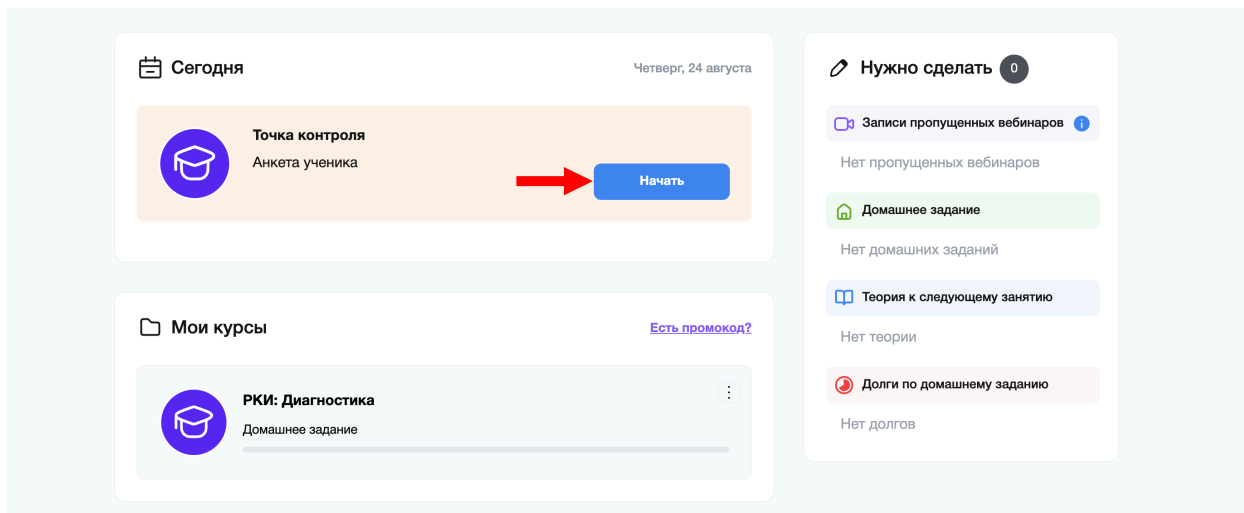 Сегодня
Четверг, 24 августа
Точка контроля
Анкета ученика
Начать
Мои курсы
Есть промокод?
РКИ: Диагностика
Домашнее задание
Нужно сделать 0
Записи пропущенных вебинаров i
Нет пропущенных вебинаров
Домашнее задание
Нет домашних заданий
Теория к следующему занятию
Нет теории
Долги по домашнему заданию
Нет долгов